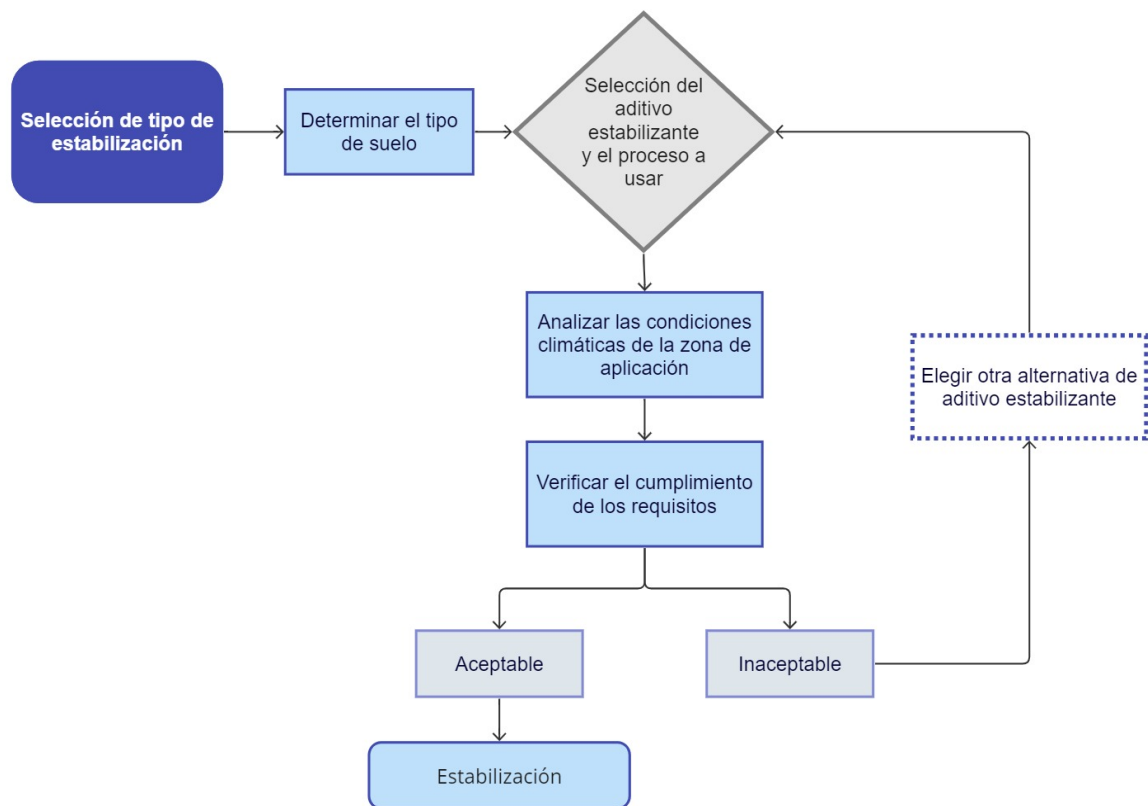 Selección de tipo de
estabilización
Determinar el tipo
de suelo
Selección del
aditivo
estabilizante
y el proceso a
usar
Analizar las condiciones
climáticas de la zona de
aplicación
Elegir otra alternativa de
aditivo estabilizante
Verificar el cumplimiento
de los requisitos
Aceptable
Inaceptable
Estabilización